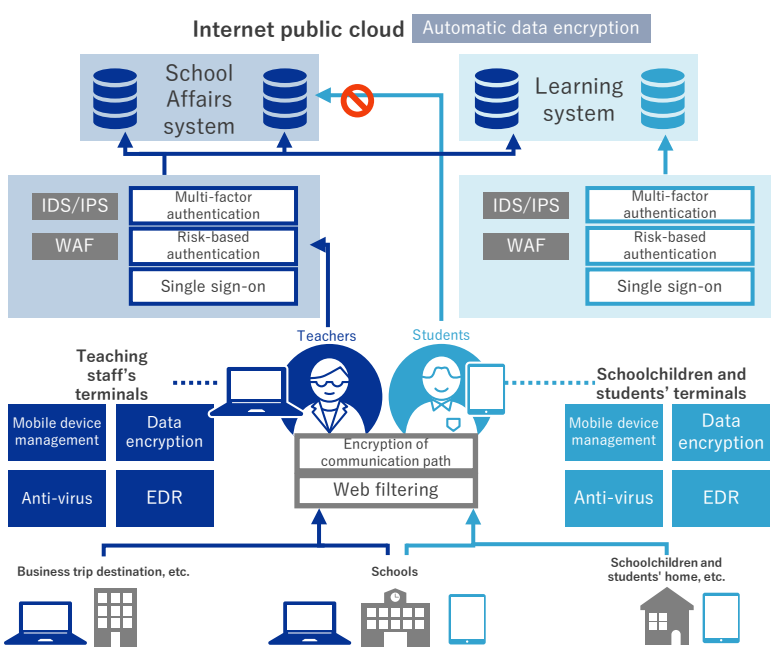 Internet public cloud
Automatic data encryption
School
Affairs
system
Learning
system
IDS/IPS
WAF
Multi-factor
authentication
Risk-based
authentication
Single sign-on
IDS/IPS
WAF
Multi-factor
authentication
Risk-based
authentication
Single sign-on
Teachers
Students
Teaching
staff's
terminals
Schoolchildren and
students' terminals
Mobile device
management
Data
encryption
Anti-virus
EDR
Encryption of
communication path
Web filtering
Mobile device
management
Data
encryption
Anti-virus
EDR
Business trip destination, etc.
Schools
Schoolchildren and
students' home, etc.